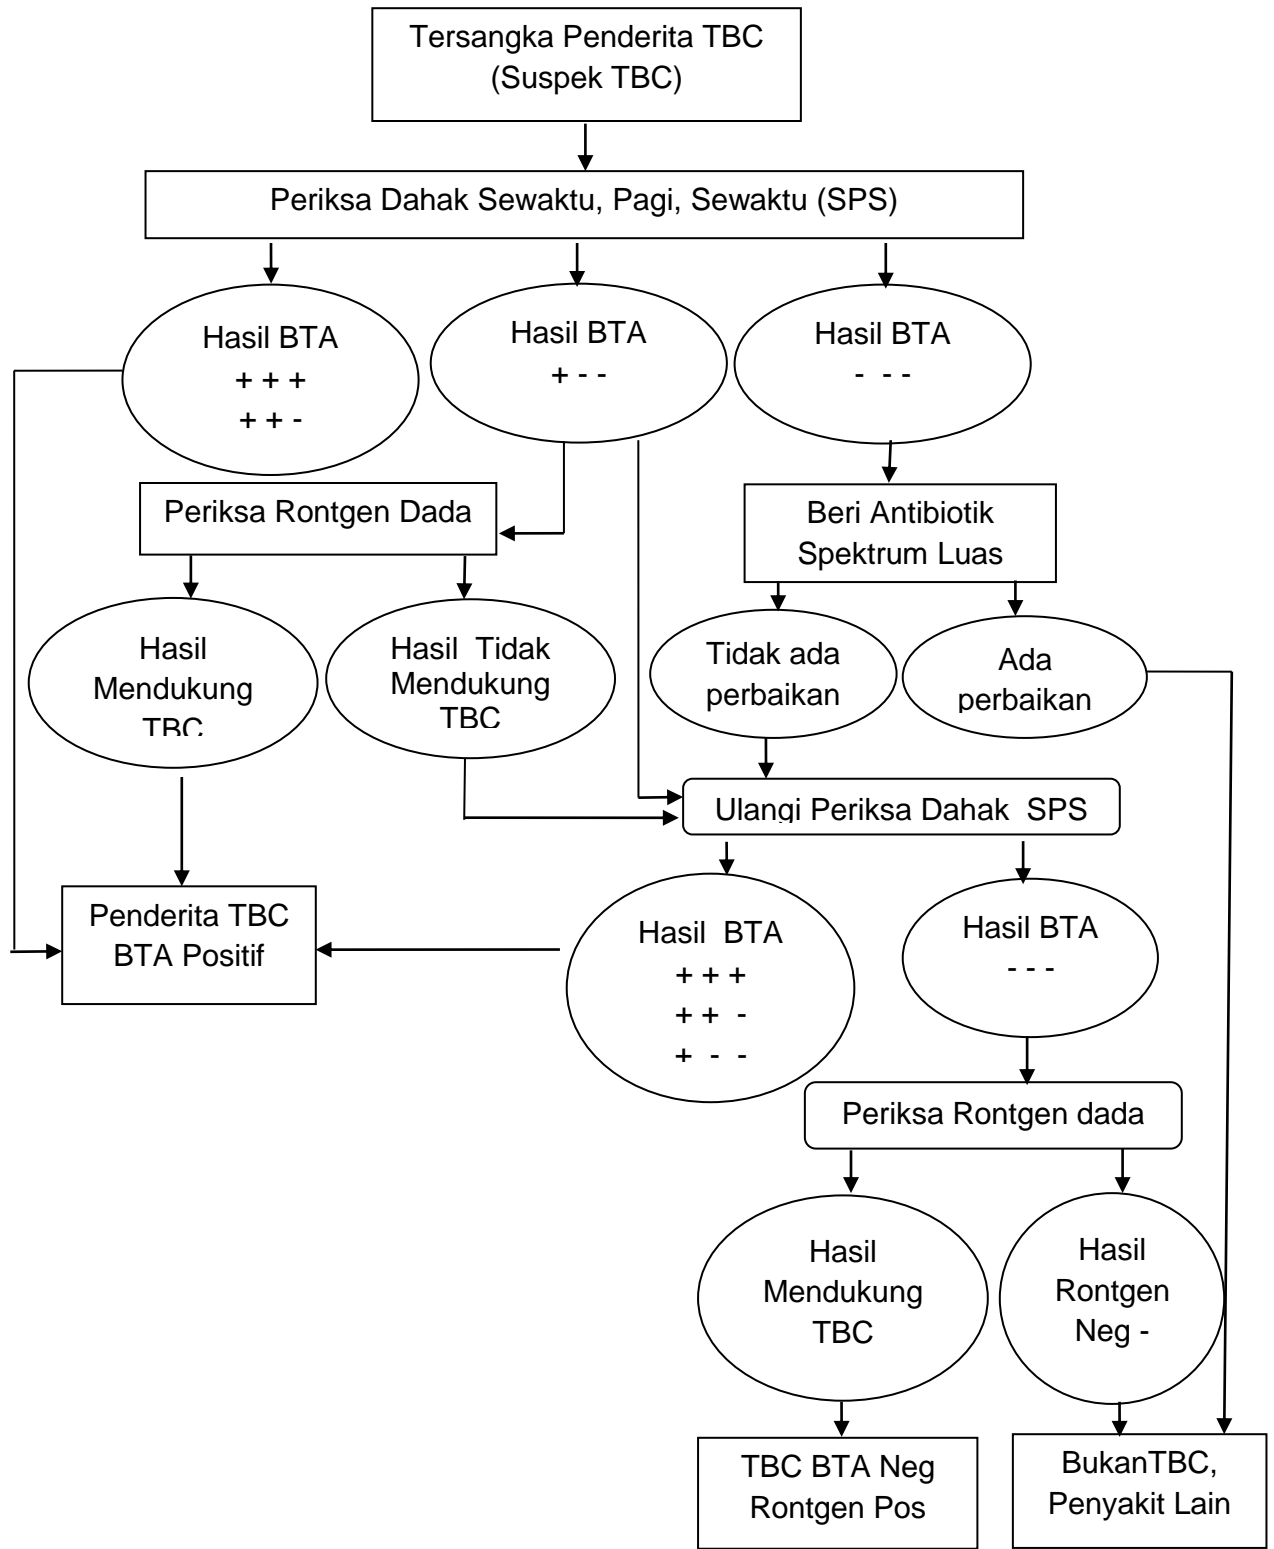 Tersangka Penderita TBC
(Suspek TBC)
Periksa Dahak Sewaktu, Pagi, Sewaktu (SPS)
Hasil BTA
+ + +
+ + -
Hasil BTA
+ - -
Hasil BTA
- - -
Periksa Rontgen Dada
Beri Antibiotik
Spektrum Luas
Hasil
Mendukung
TBC
Hasil Tidak
Mendukung
TBC
Tidak ada
perbaikan
Ada
perbaikan
Ulangi Periksa Dahak SPS
Penderita TBC
BTA Positif
Hasil BTA
+ + +
+ + -
+ - -
Hasil BTA
- - -
Periksa Rontgen dada
Hasil
Mendukung
TBC
Hasil
Rontgen
Neg -
TBC BTA Neg
Rontgen Pos
BukanTBC,
Penyakit Lain